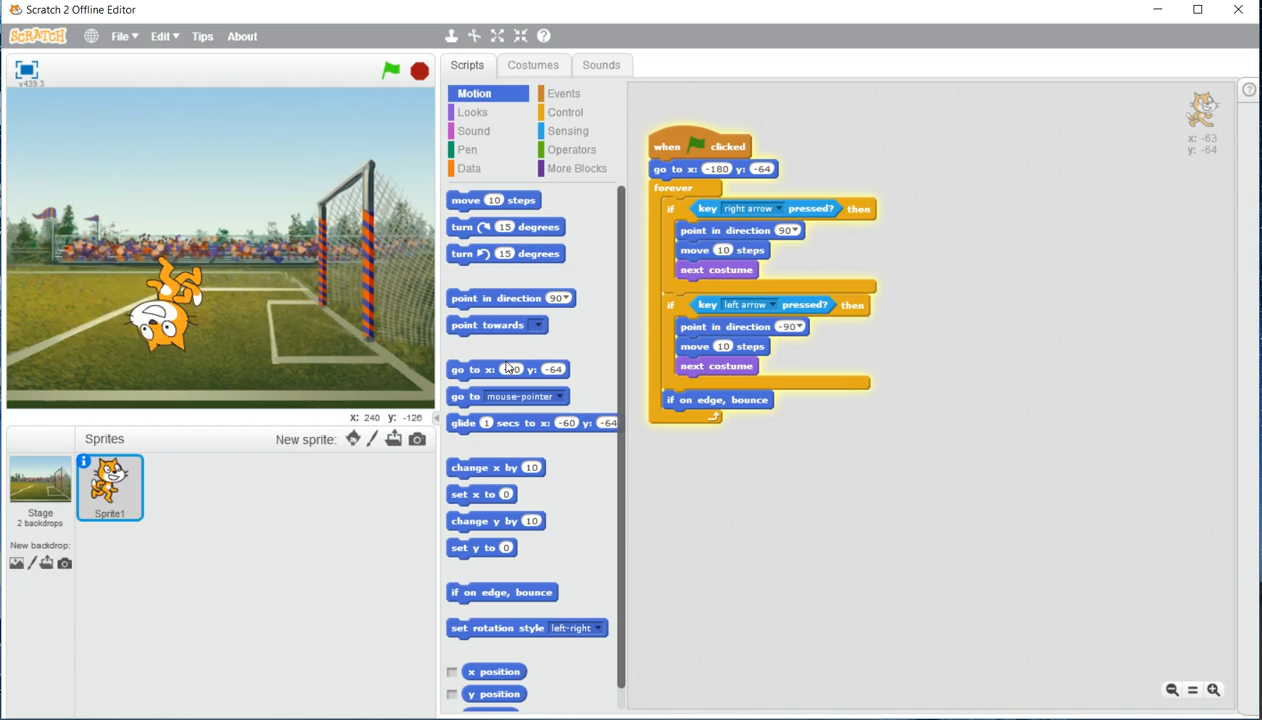 Scratch 2 Offline Editor
SCRATCH File Edit Tips About
v439.3
Scripts Costumes Sounds
Motion Events
Looks Control
Sound Sensing
Pen Operators
Data More Blocks
move 10 steps
turn 15 degrees
turn 15 degrees
point in direction 90
point towards
go to x: y: -64
go to mouse-pointer
glide 1 secs to x: -60 y: -64
change x by 10
set x to 0
change y by 10
set y to 0
if on edge, bounce
set rotation style left-right
x position
y position
when clicked
go to x: -180 y: -64
forever
if key right arrow pressed? then
point in direction 90
move 10 steps
next costume
if key left arrow pressed? then
point in direction -90
move 10 steps
next costume
if on edge, bounce
x: -63
y: -64
x: 240 y: -126
Sprites New sprite:
Stage
2 backdrops
New backdrop:
Sprite1